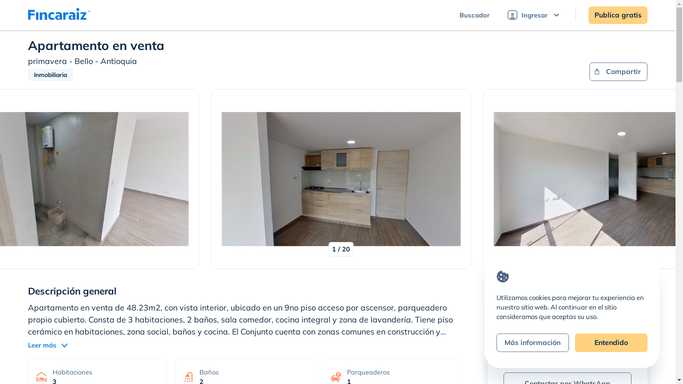 Fincaraiz
Buscador
Ingresar
Publica gratis
Apartamento en venta
primavera - Bello - Antioquia
Inmobiliaria
Compartir
1 / 20
Descripción general
Apartamento en venta de 48.23m2, con vista interior, ubicado en un 9no piso acceso por ascensor, parqueadero
propio cubierto. Consta de 3 habitaciones, 2 baños, sala comedor, cocina integral y zona de lavandería. Tiene piso
cerámico en habitaciones, zona social, baños y cocina. El Conjunto cuenta con zonas comunes en construcción y...
Leer más
Habitaciones
3
Baños
2
Parqueaderos
1
Utilizamos cookies para mejorar tu experiencia en
nuestro sitio web. Al continuar en el sitio
consideramos que aceptas su uso.
Más información
Entendido
Contactar por WhatsApp